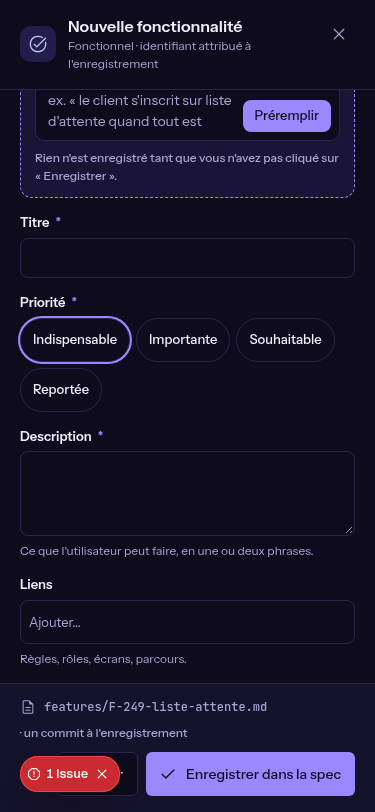 Nouvelle fonctionnalité
Fonctionnel · identifiant attribué à
l'enregistrement
ex. « le client s'inscrit sur liste
d'attente quand tout est
Préremplir
Rien n'est enregistré tant que vous n'avez pas cliqué sur
« Enregistrer ».
Titre *
Priorité *
Indispensable
Importante
Souhaitable
Reportée
Description *
Ce que l'utilisateur peut faire, en une ou deux phrases.
Liens
Ajouter...
Règles, rôles, écrans, parcours.
features/F-249-liste-attente.md
· un commit à l'enregistrement
1 Issue
Enregistrer dans la spec